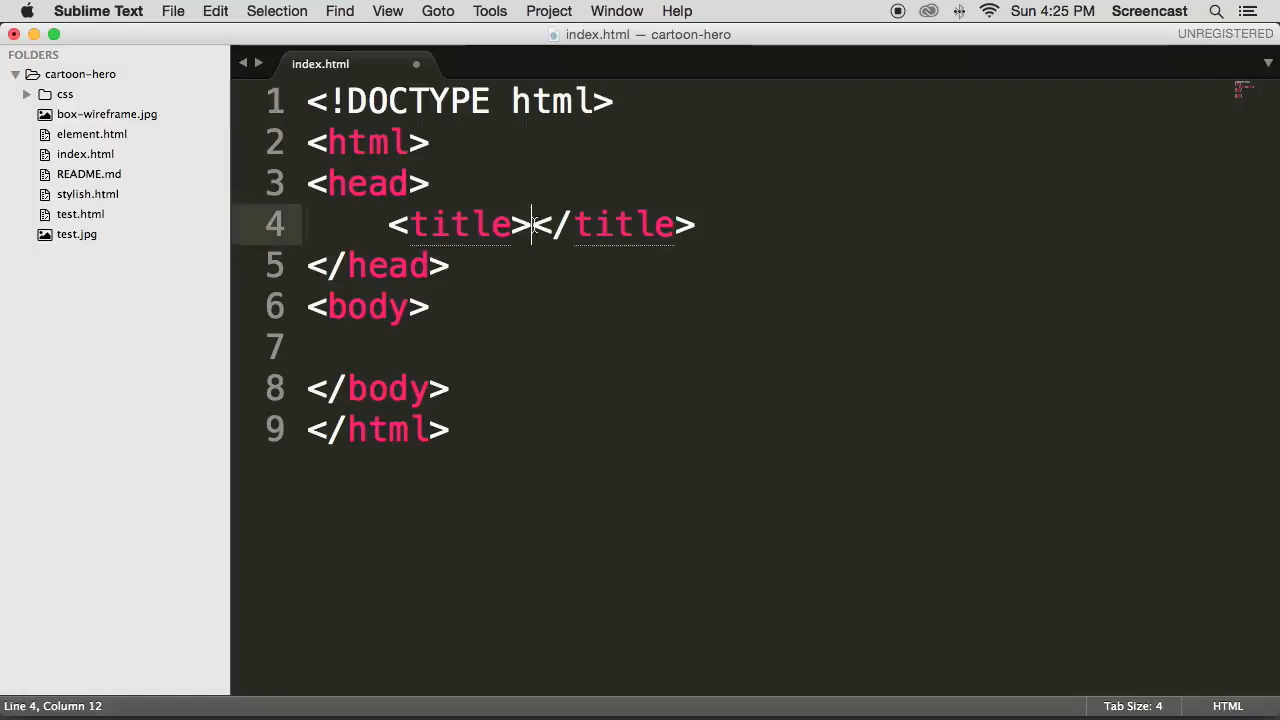 Sublime Text File Edit Selection Find View Goto Tools Project Window Help Sun 4:25 PM Screencast
index.html — cartoon-hero UNREGISTERED
FOLDERS
cartoon-hero
css
box-wireframe.jpg
element.html
index.html
README.md
stylish.html
test.html
test.jpg
index.html
1 <!DOCTYPE html>
2 <html>
3 <head>
4 <title></title>
5 </head>
6 <body>
7
8 </body>
9 </html>
Line 4, Column 12 Tab Size: 4 HTML